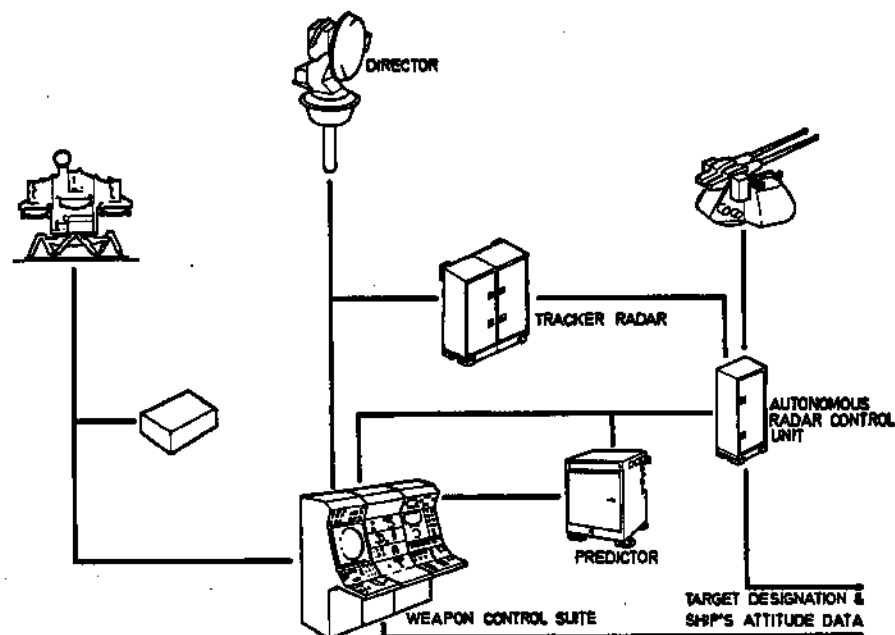 DIRECTOR
TRACKER RADAR
AUTONOMOUS
RADAR CONTROL
UNIT
PREDICTOR
WEAPON CONTROL SUITE
TARGET DESIGNATION &
SHIP'S ATTITUDE DATA